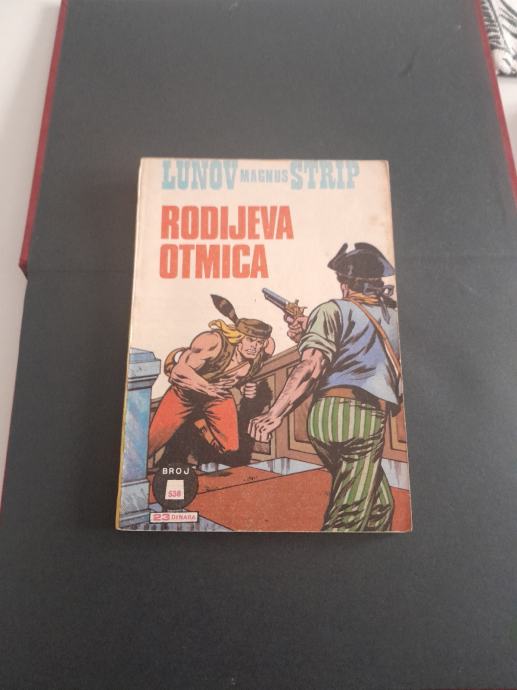 LUNOV MAGNUS STRIP
RODIJEVA
OTMICA
BROJ
538
23 DINARA